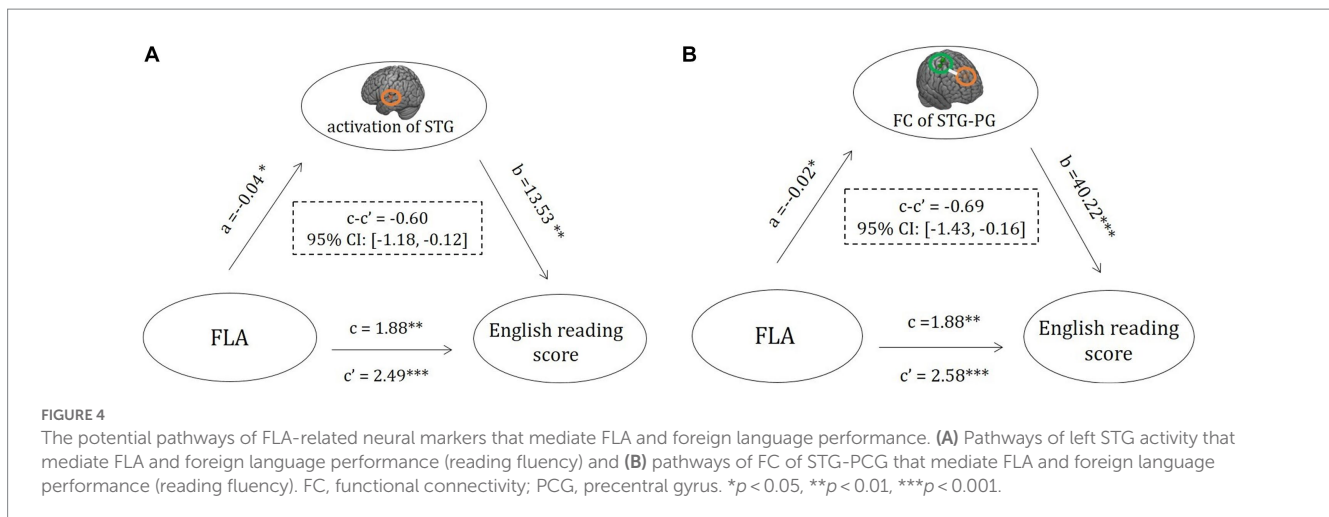 A
activation of STG
a =--0.04 *
b =13.53 **
c-c' = -0.60
95% CI: [-1.18, -0.12]
FLA
c = 1.88**
c' = 2.49***
English reading
score
B
FC of STG-PG
a =--0.02*
b =40.22***
c-c' = -0.69
95% CI: [-1.43, -0.16]
FLA
c =1.88**
c' = 2.58***
English reading
score
FIGURE 4
The potential pathways of FLA-related neural markers that mediate FLA and foreign language performance. (A) Pathways of left STG activity that
mediate FLA and foreign language performance (reading fluency) and (B) pathways of FC of STG-PCG that mediate FLA and foreign language
performance (reading fluency). FC, functional connectivity; PCG, precentral gyrus. *p < 0.05, **p < 0.01, ***p < 0.001.